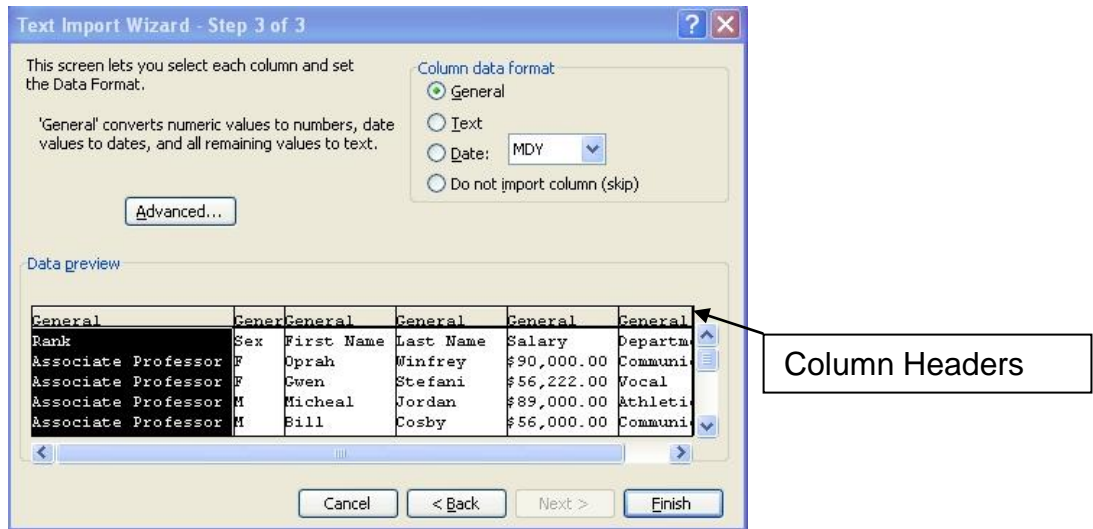 Text Import Wizard - Step 3 of 3
This screen lets you select each column and set
the Data Format.
'General' converts numeric values to numbers, date
values to dates, and all remaining values to text.
Advanced...
Column data format
General
Text
Date: MDY
Do not import column (skip)
Data preview
General Gener General General General General
Rank Sex First Name Last Name Salary Departm
Associate Professor F Oprah Winfrey $90,000.00 Communi
Associate Professor F Gwen Stefani $56,222.00 Vocal
Associate Professor M Micheal Jordan $89,000.00 Athleti
Associate Professor M Bill Cosby $56,000.00 Communi
Cancel < Back Next > Finish
Column Headers